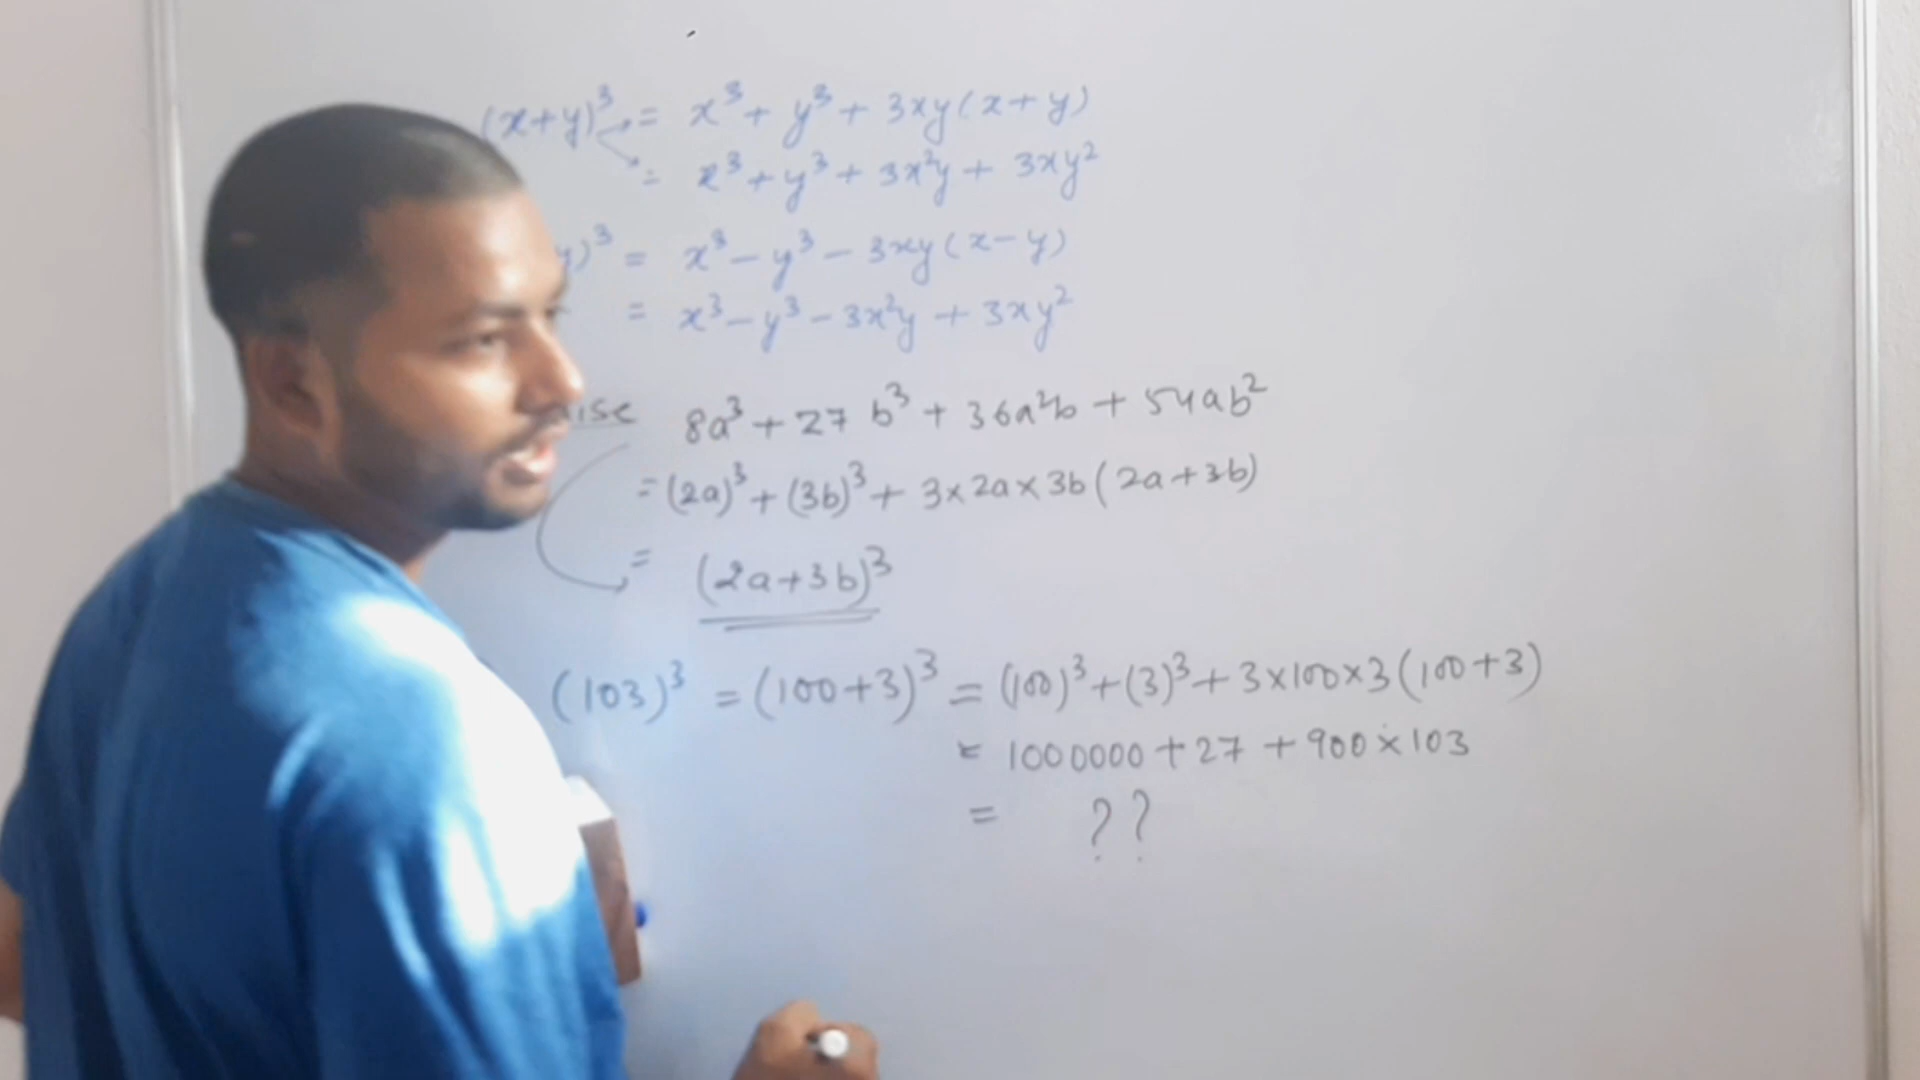 (x+y)³ = x³ + y³ + 3xy(x+y)
= x³ + y³ + 3x²y + 3xy²
y)³ = x³ - y³ - 3xy(x-y)
= x³ - y³ - 3x²y + 3xy²
ise 8a³ + 27 b³ + 36a²b + 54ab²
= (2a)³ + (3b)³ + 3×2a×3b(2a+3b)
= (2a+3b)³
(103)³ = (100+3)³ = (100)³ + (3)³ + 3×100×3(100+3)
= 1000000 + 27 + 900×103
= ??